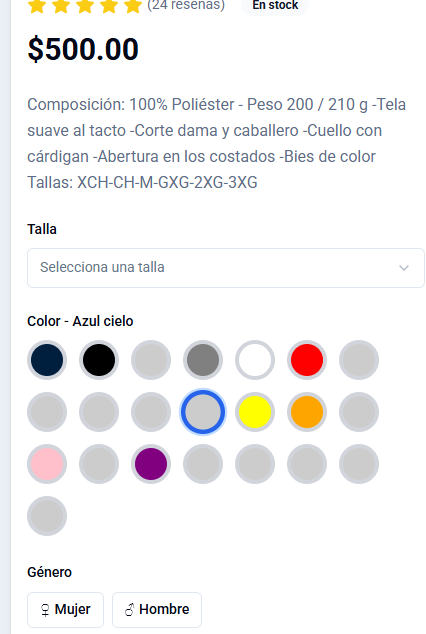 (24 reseñas) En stock
$500.00
Composición: 100% Poliéster - Peso 200 / 210 g -Tela
suave al tacto -Corte dama y caballero -Cuello con
cárdigan -Abertura en los costados -Bies de color
Tallas: XCH-CH-M-GXG-2XG-3XG
Talla
Selecciona una talla
Color - Azul cielo
Género
♀ Mujer ♂ Hombre